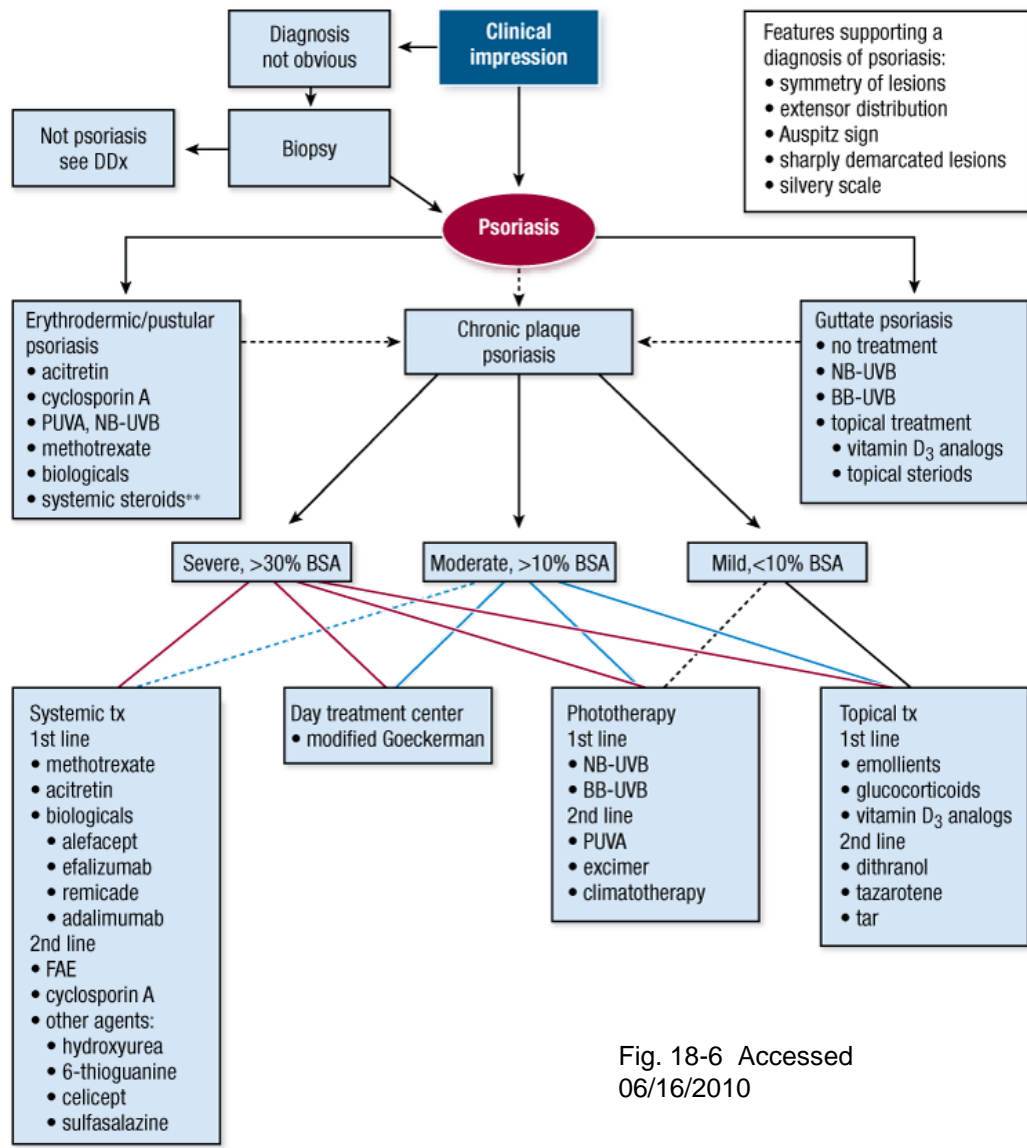 Diagnosis
not obvious
Clinical
impression
Features supporting a
diagnosis of psoriasis:
• symmetry of lesions
• extensor distribution
• Auspitz sign
• sharply demarcated lesions
• silvery scale
Not psoriasis
see DDx
Biopsy
Psoriasis
Erythrodermic/pustular
psoriasis
• acitretin
• cyclosporin A
• PUVA, NB-UVB
• methotrexate
• biologicals
• systemic steroids**
Chronic plaque
psoriasis
Guttate psoriasis
• no treatment
• NB-UVB
• BB-UVB
• topical treatment
• vitamin D3 analogs
• topical steriods
Severe, >30% BSA
Moderate, >10% BSA
Mild,<10% BSA
Systemic tx
1st line
• methotrexate
• acitretin
• biologicals
• alefacept
• efalizumab
• remicade
• adalimumab
2nd line
• FAE
• cyclosporin A
• other agents:
• hydroxyurea
• 6-thioguanine
• celicept
• sulfasalazine
Day treatment center
• modified Goeckerman
Phototherapy
1st line
• NB-UVB
• BB-UVB
2nd line
• PUVA
• excimer
• climatotherapy
Topical tx
1st line
• emollients
• glucocorticoids
• vitamin D3 analogs
2nd line
• dithranol
• tazarotene
• tar
Fig. 18-6 Accessed
06/16/2010